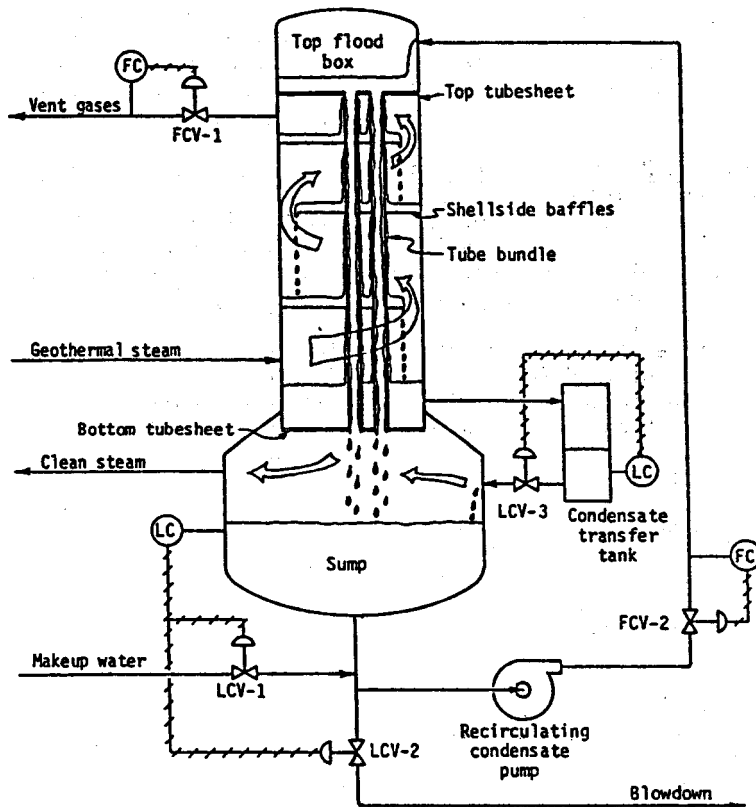 Top flood
box
FC
Vent gases
FCV-1
Top tubesheet
Shellside baffles
Tube bundle
Geothermal steam
Bottom tubesheet
Clean steam
LC
LCV-3
LC
Condensate
transfer
tank
Sump
FC
FCV-2
Makeup water
LCV-1
LCV-2
Recirculating
condensate
pump
Blowdown